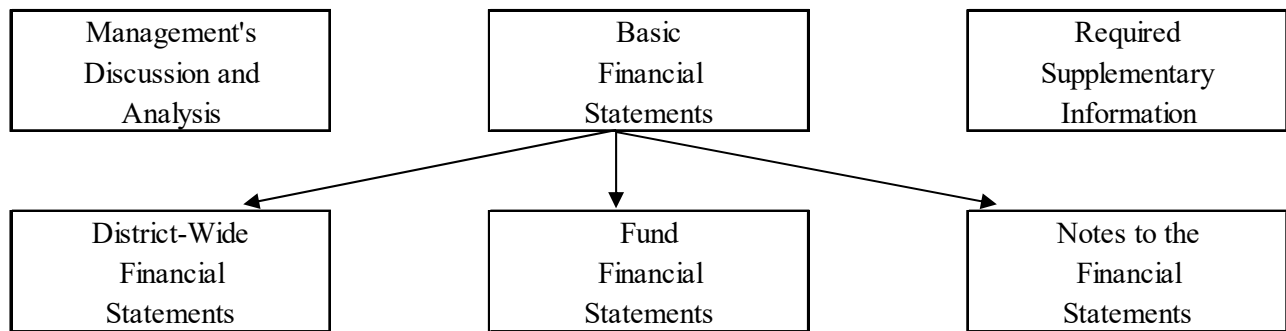 Management's
Discussion and
Analysis
Basic
Financial
Statements
Required
Supplementary
Information
District-Wide
Financial
Statements
Fund
Financial
Statements
Notes to the
Financial
Statements